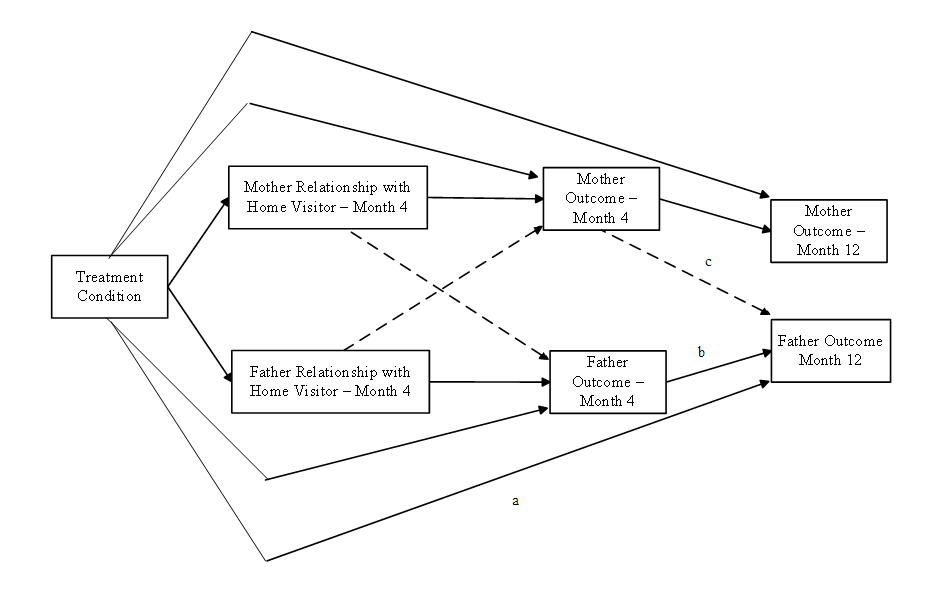 Mother Relationship with
Home Visitor – Month 4
Mother
Outcome –
Month 4
Mother
Outcome –
Month 12
c
Treatment
Condition
Father Outcome
Month 12
b
Father Relationship with
Home Visitor – Month 4
Father
Outcome –
Month 4
a